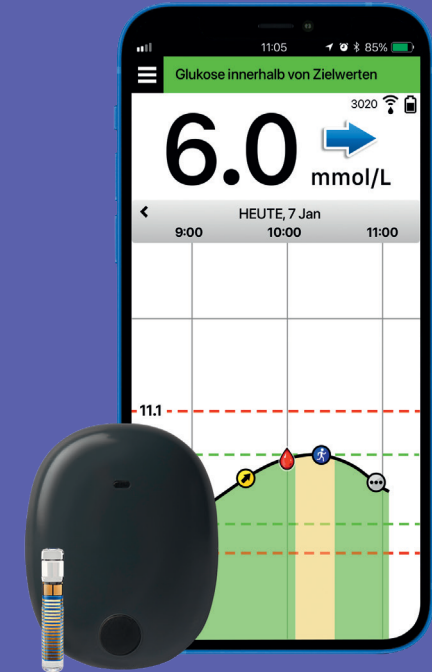 11:05
85%
Glukose innerhalb von Zielwerten
3020
6.0
mmol/L
HEUTE, 7 Jan
9:00 10:00 11:00
11.1